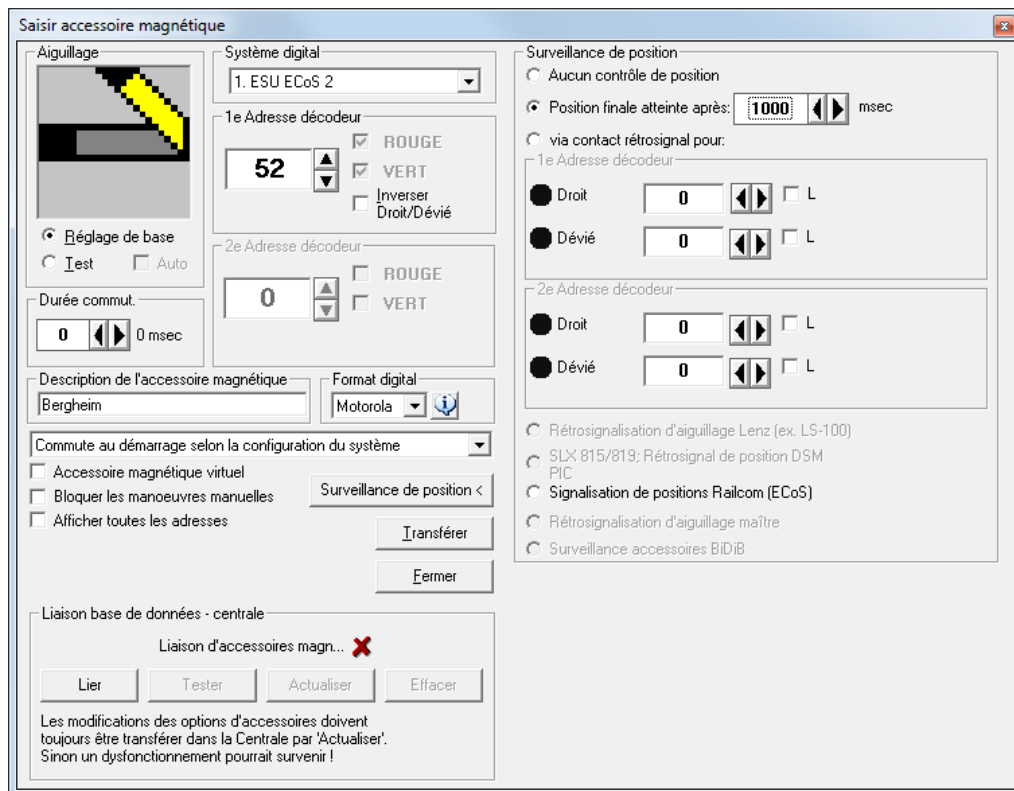 Saisir accessoire magnétique
Aiguillage
Réglage de base
Test
Auto
Durée commut.
0
0 msec
Système digital
1. ESU ECoS 2
1e Adresse décodeur
52
ROUGE
VERT
Inverser
Droit/Dévié
2e Adresse décodeur
0
ROUGE
VERT
Description de l'accessoire magnétique
Bergheim
Format digital
Motorola
Commute au démarrage selon la configuration du système
Accessoire magnétique virtuel
Bloquer les manoeuvres manuelles
Afficher toutes les adresses
Surveillance de position <
Transférer
Fermer
Liaison base de données - centrale
Liaison d'accessoires magn...
Lier
Tester
Actualiser
Effacer
Les modifications des options d'accessoires doivent
toujours être transférer dans la Centrale par 'Actualiser'.
Sinon un dysfonctionnement pourrait survenir !
Surveillance de position
Aucun contrôle de position
Position finale atteinte après: 1000 msec
via contact rétrosignal pour:
1e Adresse décodeur
Droit 0 L
Dévié 0 L
2e Adresse décodeur
Droit 0 L
Dévié 0 L
Rétrosignalisation d'aiguillage Lenz (ex. LS-100)
SLX 815/819; Rétrosignal de position DSM
PIC
Signalisation de positions Railcom (ECoS)
Rétrosignalisation d'aiguillage maître
Surveillance accessoires BiDiB